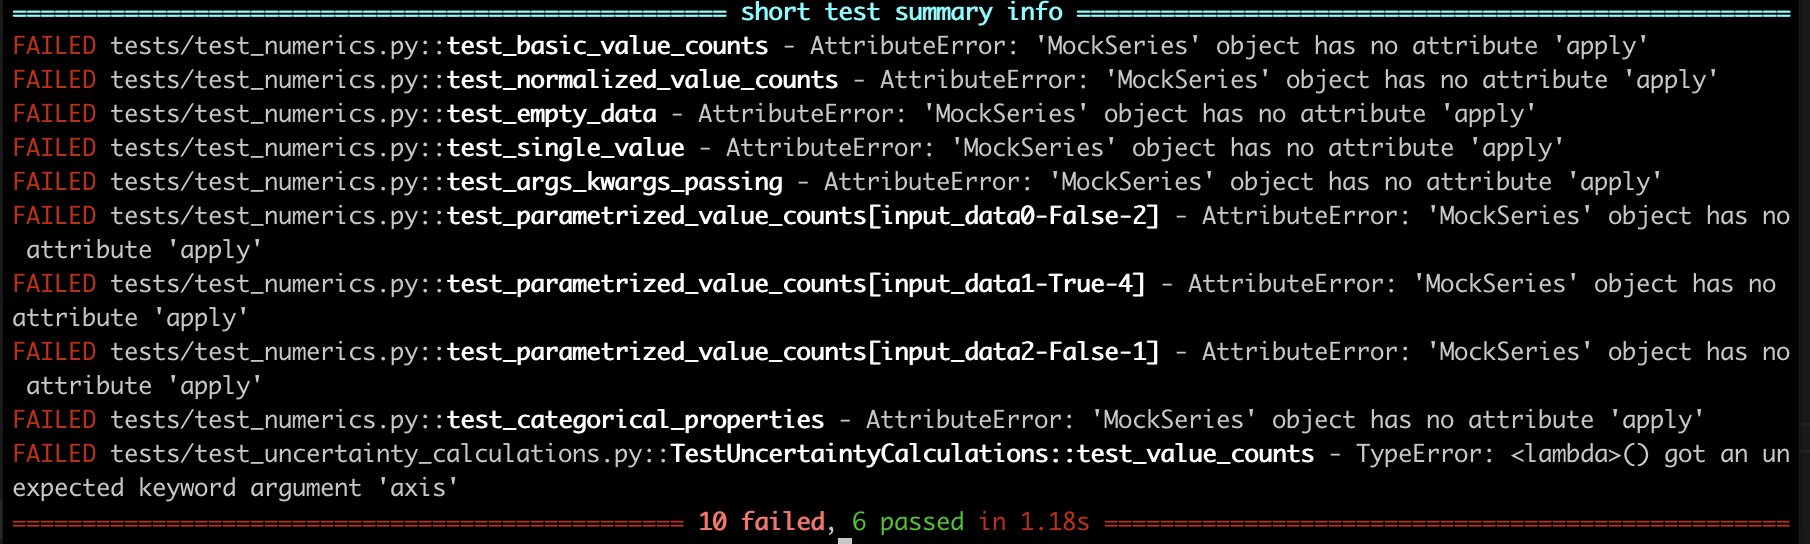 =================================================== short test summary info ===================================================
FAILED tests/test_numerics.py::test_basic_value_counts - AttributeError: 'MockSeries' object has no attribute 'apply'
FAILED tests/test_numerics.py::test_normalized_value_counts - AttributeError: 'MockSeries' object has no attribute 'apply'
FAILED tests/test_numerics.py::test_empty_data - AttributeError: 'MockSeries' object has no attribute 'apply'
FAILED tests/test_numerics.py::test_single_value - AttributeError: 'MockSeries' object has no attribute 'apply'
FAILED tests/test_numerics.py::test_args_kwargs_passing - AttributeError: 'MockSeries' object has no attribute 'apply'
FAILED tests/test_numerics.py::test_parametrized_value_counts[input_data0-False-2] - AttributeError: 'MockSeries' object has no
 attribute 'apply'
FAILED tests/test_numerics.py::test_parametrized_value_counts[input_data1-True-4] - AttributeError: 'MockSeries' object has no
attribute 'apply'
FAILED tests/test_numerics.py::test_parametrized_value_counts[input_data2-False-1] - AttributeError: 'MockSeries' object has no
 attribute 'apply'
FAILED tests/test_numerics.py::test_categorical_properties - AttributeError: 'MockSeries' object has no attribute 'apply'
FAILED tests/test_uncertainty_calculations.py::TestUncertaintyCalculations::test_value_counts - TypeError: <lambda>() got an un
expected keyword argument 'axis'
================================================ 10 failed, 6 passed in 1.18s =================================================